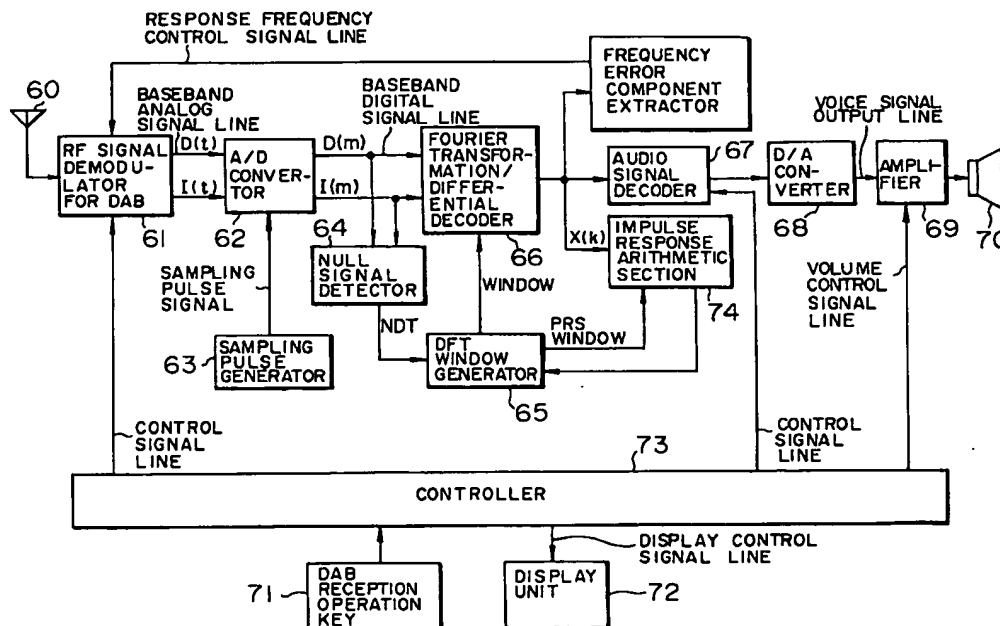 RESPONSE FREQUENCY
CONTROL SIGNAL LINE
60
BASEBAND
ANALOG
SIGNAL LINE
BASEBAND
DIGITAL
SIGNAL LINE
FREQUENCY
ERROR
COMPONENT
EXTRACTOR
VOICE SIGNAL
OUTPUT LINE
RF SIGNAL
DEMODU-
LATOR
FOR DAB
61
D(t)
I(t)
A/D
CONVER-
TOR
62
D(m)
I(m)
FOURIER
TRANSFOR-
MATION/
DIFFER-
ENTIAL
DECODER
66
AUDIO
SIGNAL
DECODER
67
D/A
CON-
VERTER
68
AMPLI-
FIER
69
70
64
NULL
SIGNAL
DETECTOR
X(k)
IMPULSE
RESPONSE
ARITHMETIC
SECTION
74
SAMPLING
PULSE
SIGNAL
WINDOW
VOLUME
CONTROL
SIGNAL
LINE
NDT
PRS
WINDOW
63
SAMPLING
PULSE
GENERATOR
DFT
WINDOW
GENERATOR
65
CONTROL
SIGNAL
LINE
CONTROL
SIGNAL
LINE
73
CONTROLLER
DISPLAY CONTROL
SIGNAL LINE
71
DAB
RECEPTION
OPERATION
KEY
DISPLAY
UNIT
72